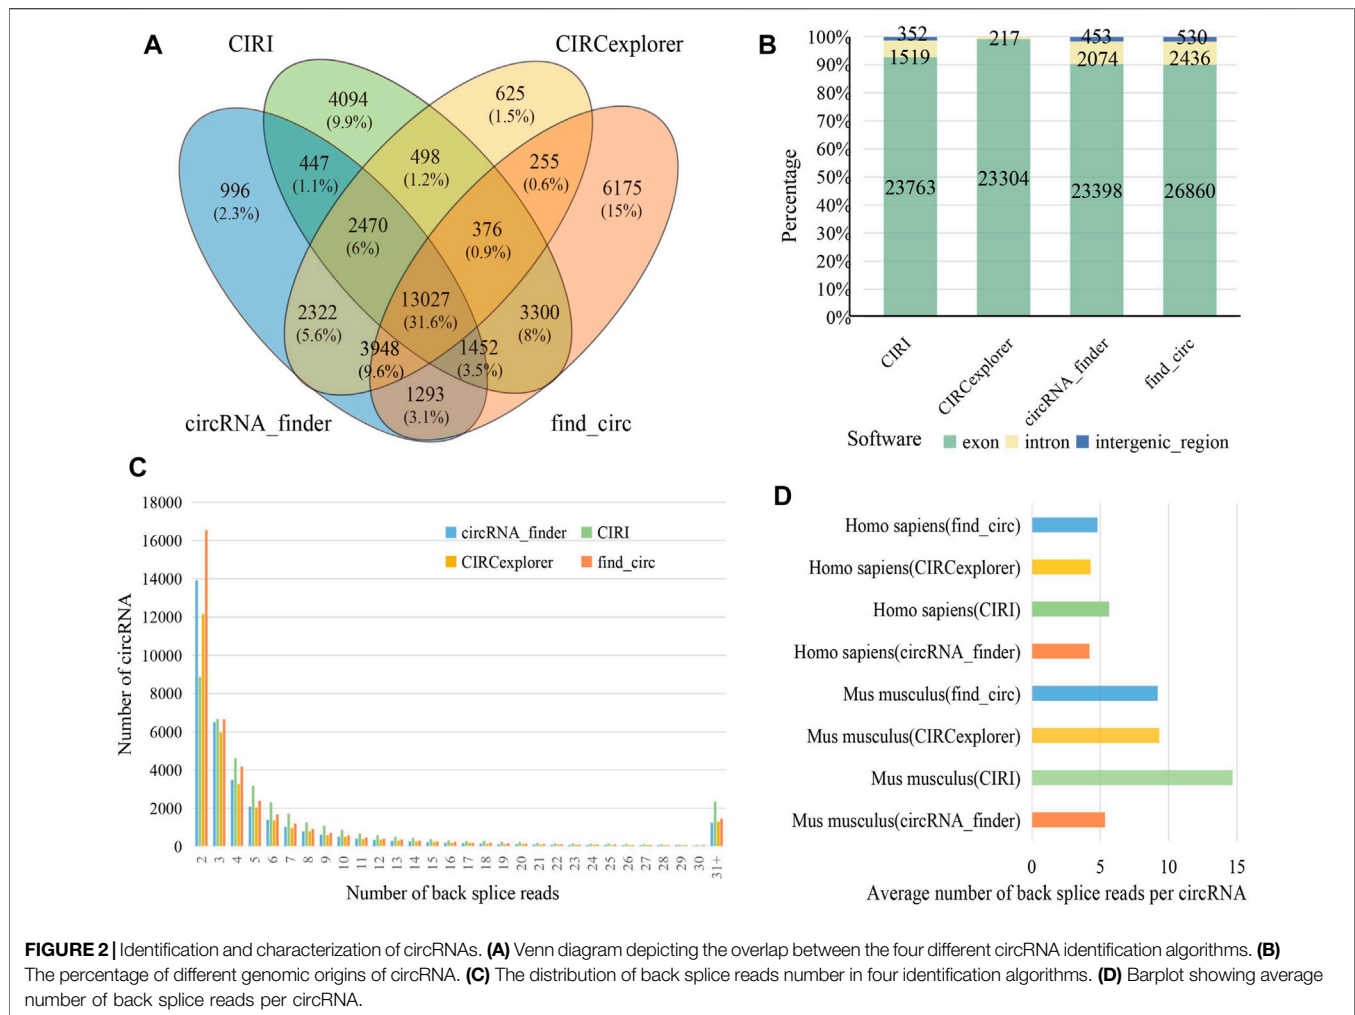 A
CIRI
CIRCexplorer
4094
(9.9%)
625
(1.5%)
447
(1.1%)
498
(1.2%)
255
(0.6%)
996
(2.3%)
6175
(15%)
2470
(6%)
376
(0.9%)
13027
(31.6%)
2322
(5.6%)
3300
(8%)
3948
(9.6%)
1452
(3.5%)
1293
(3.1%)
circRNA_finder
find_circ
B
Percentage
100%
90%
80%
70%
60%
50%
40%
30%
20%
10%
0%
352
217
453
530
1519
2074
2436
23763
23304
23398
26860
CIRI
CIRCexplorer
circRNA_finder
find_circ
Software exon intron intergenic_region
C
Number of circRNA
18000
16000
14000
12000
10000
8000
6000
4000
2000
0
circRNA_finder CIRI
CIRCexplorer find_circ
2 3 4 5 6 7 8 9 10 11 12 13 14 15 16 17 18 19 20 21 22 23 24 25 26 27 28 29 30 31+
Number of back splice reads
D
Homo sapiens(find_circ)
Homo sapiens(CIRCexplorer)
Homo sapiens(CIRI)
Homo sapiens(circRNA_finder)
Mus musculus(find_circ)
Mus musculus(CIRCexplorer)
Mus musculus(CIRI)
Mus musculus(circRNA_finder)
0 5 10 15
Average number of back splice reads per circRNA
FIGURE 2 | Identification and characterization of circRNAs. (A) Venn diagram depicting the overlap between the four different circRNA identification algorithms. (B)
The percentage of different genomic origins of circRNA. (C) The distribution of back splice reads number in four identification algorithms. (D) Barplot showing average
number of back splice reads per circRNA.